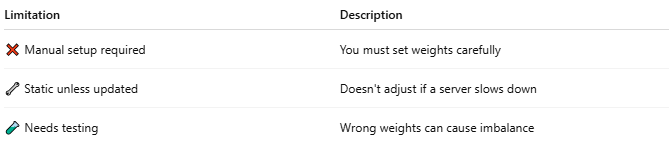 Limitation Description
Manual setup required You must set weights carefully
Static unless updated Doesn't adjust if a server slows down
Needs testing Wrong weights can cause imbalance